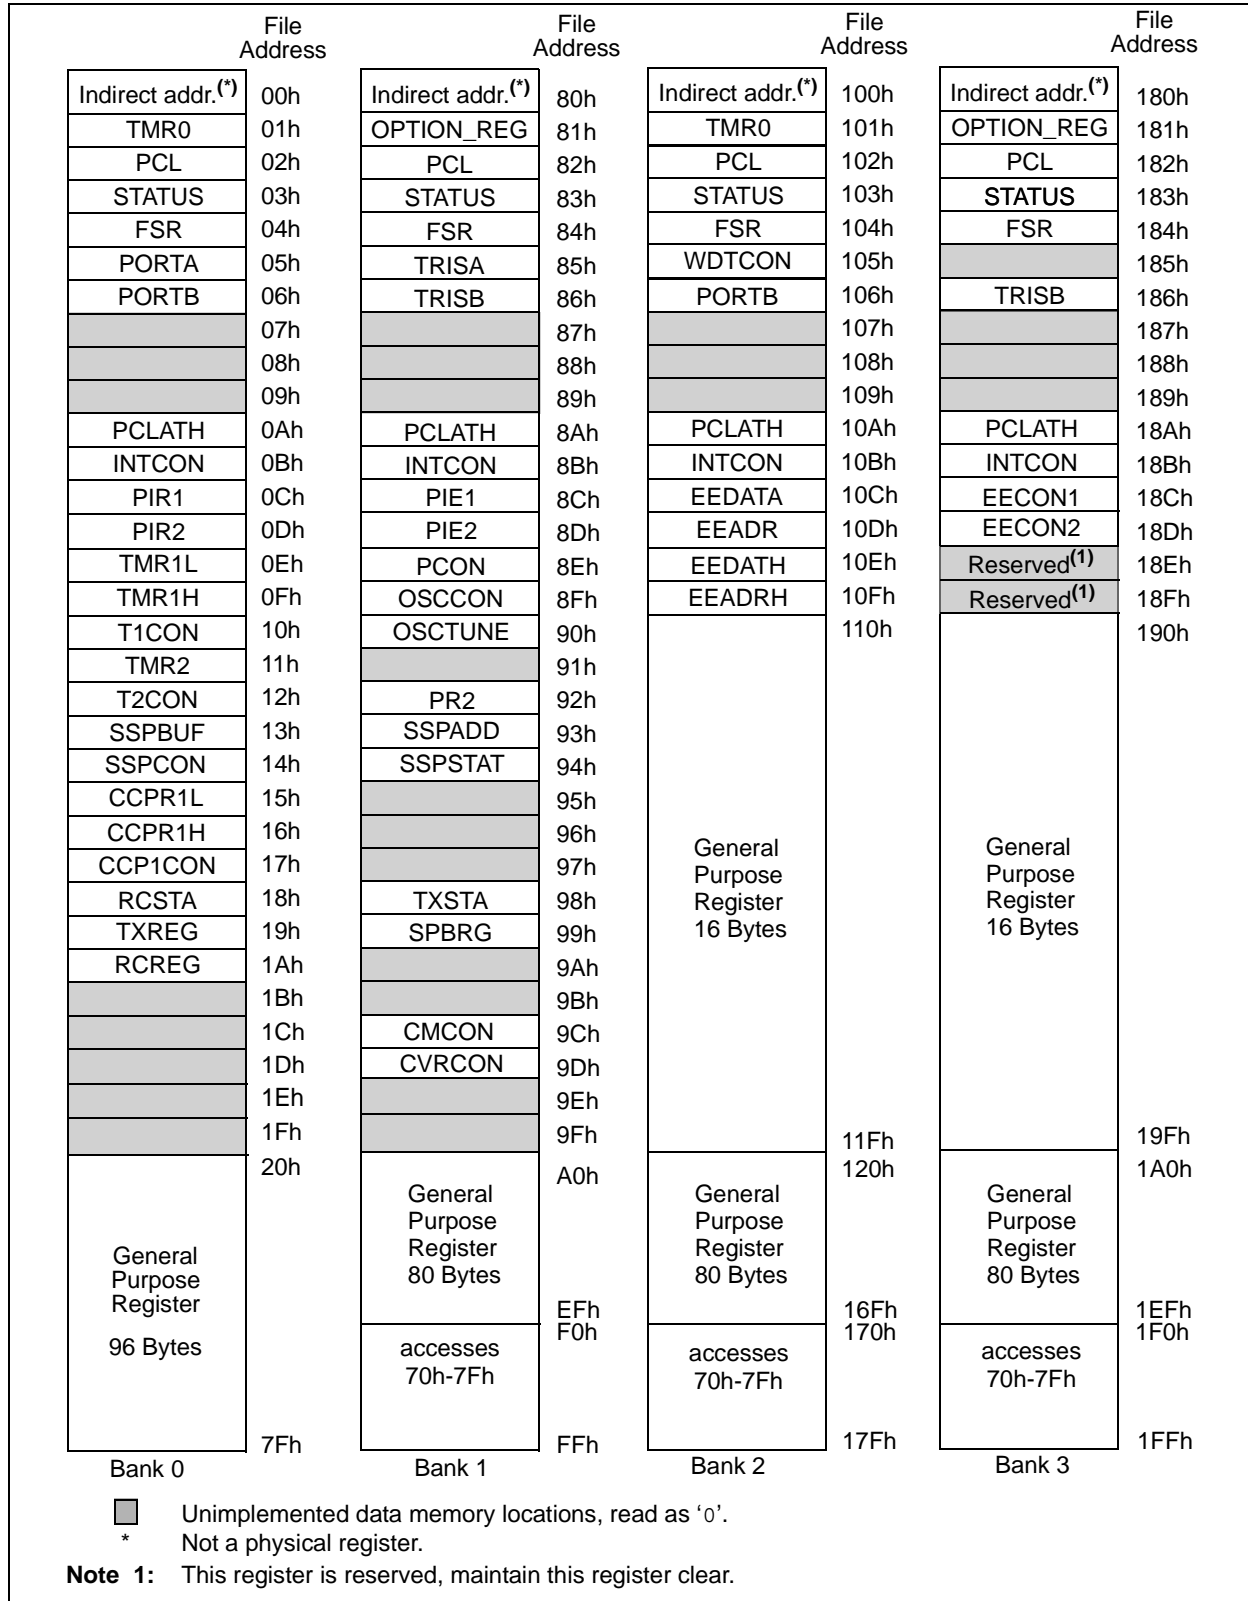 File Address File Address File Address File Address
Indirect addr.(*) 00h Indirect addr.(*) 80h Indirect addr.(*) 100h Indirect addr.(*) 180h
TMR0 01h OPTION_REG 81h TMR0 101h OPTION_REG 181h
PCL 02h PCL 82h PCL 102h PCL 182h
STATUS 03h STATUS 83h STATUS 103h STATUS 183h
FSR 04h FSR 84h FSR 104h FSR 184h
PORTA 05h TRISA 85h WDTCON 105h 185h
PORTB 06h TRISB 86h PORTB 106h TRISB 186h
07h 87h 107h 187h
08h 88h 108h 188h
09h 89h 109h 189h
PCLATH 0Ah PCLATH 8Ah PCLATH 10Ah PCLATH 18Ah
INTCON 0Bh INTCON 8Bh INTCON 10Bh INTCON 18Bh
PIR1 0Ch PIE1 8Ch EEDATA 10Ch EECON1 18Ch
PIR2 0Dh PIE2 8Dh EEADR 10Dh EECON2 18Dh
TMR1L 0Eh PCON 8Eh EEDATH 10Eh Reserved(1) 18Eh
TMR1H 0Fh OSCCON 8Fh EEADRH 10Fh Reserved(1) 18Fh
T1CON 10h OSCTUNE 90h 110h 190h
TMR2 11h 91h
T2CON 12h PR2 92h
SSPBUF 13h SSPADD 93h
SSPCON 14h SSPSTAT 94h
CCPR1L 15h 95h
CCPR1H 16h 96h General General
CCP1CON 17h 97h Purpose Purpose
RCSTA 18h TXSTA 98h Register Register
TXREG 19h SPBRG 99h 16 Bytes 16 Bytes
RCREG 1Ah 9Ah
1Bh 9Bh
1Ch CMCON 9Ch
1Dh CVRCON 9Dh
1Eh 9Eh
1Fh 9Fh 11Fh 19Fh
20h A0h 120h 1A0h
General General General
Purpose Purpose Purpose
General Register Register Register
Purpose 80 Bytes 80 Bytes 80 Bytes
Register EFh 16Fh 1EFh
F0h 170h 1F0h
96 Bytes accesses accesses accesses
70h-7Fh 70h-7Fh 70h-7Fh
7Fh FFh 17Fh 1FFh
Bank 0 Bank 1 Bank 2 Bank 3
Unimplemented data memory locations, read as ‘0’.
* Not a physical register.
Note 1: This register is reserved, maintain this register clear.